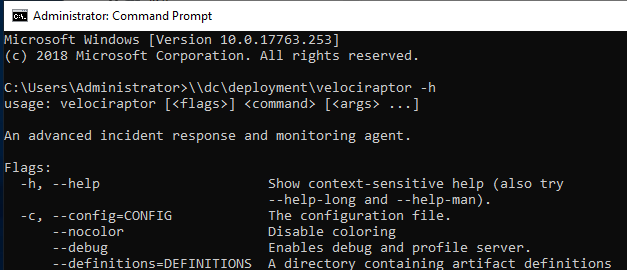 Administrator: Command Prompt
Microsoft Windows [Version 10.0.17763.253]
(c) 2018 Microsoft Corporation. All rights reserved.
C:\Users\Administrator>\\dc\deployment\velociraptor -h
usage: velociraptor [<flags>] <command> [<args> ...]
An advanced incident response and monitoring agent.
Flags:
-h, --help Show context-sensitive help (also try
--help-long and --help-man).
-c, --config=CONFIG The configuration file.
--nocolor Disable coloring
--debug Enables debug and profile server.
--definitions=DEFINITIONS A directory containing artifact definitions